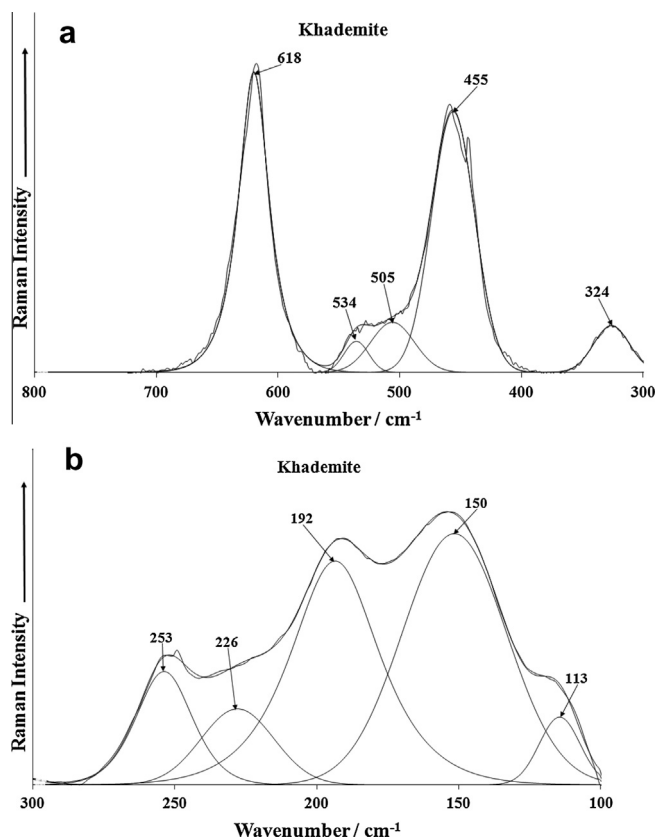 a
Khademite
618
455
534
505
324
Raman Intensity
800
700
600
500
400
300
Wavenumber / cm-1
b
Khademite
192
150
253
226
113
Raman Intensity
300
250
200
150
100
Wavenumber / cm-1